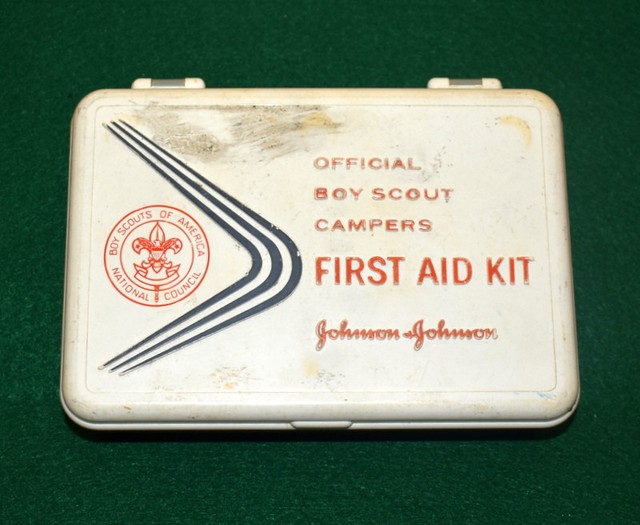 BOY SCOUTS OF AMERICA
NATIONAL COUNCIL
OFFICIAL
BOY SCOUT
CAMPERS
FIRST AID KIT
Johnson & Johnson